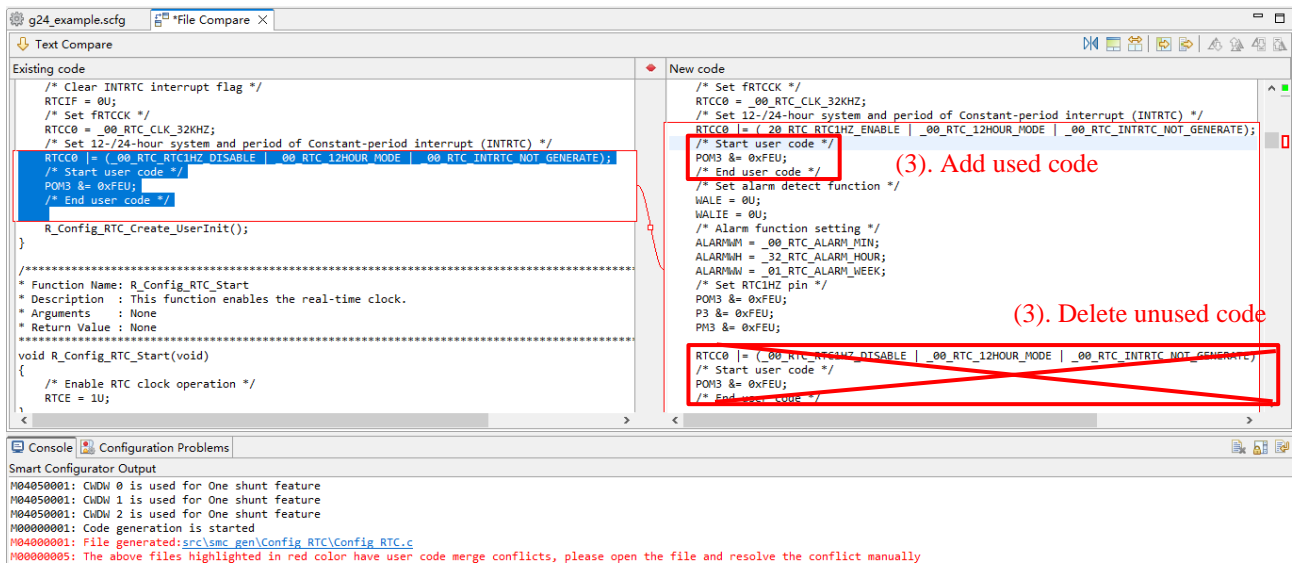 g24_example.scfg
*File Compare
Text Compare
Existing code
/* Clear INTRTC interrupt flag */
RTCIF = 0U;
/* Set fRTCCK */
RTCC0 = _00_RTC_CLK_32KHZ;
/* Set 12-/24-hour system and period of Constant-period interrupt (INTRTC) */
RTCC0 |= (_00_RTC_RTC1HZ_DISABLE | _00_RTC_12HOUR_MODE | _00_RTC_INTRTC_NOT_GENERATE);
/* Start user code */
POM3 &= 0xFEU;
/* End user code */
R_Config_RTC_Create_UserInit();
}
/***********************************************************************************************
* Function Name: R_Config_RTC_Start
* Description : This function enables the real-time clock.
* Arguments : None
* Return Value : None
***********************************************************************************************
void R_Config_RTC_Start(void)
{
/* Enable RTC clock operation */
RTCE = 1U;
}
New code
/* Set fRTCCK */
RTCC0 = _00_RTC_CLK_32KHZ;
/* Set 12-/24-hour system and period of Constant-period interrupt (INTRTC) */
RTCC0 |= (_20_RTC_RTC1HZ_ENABLE | _00_RTC_12HOUR_MODE | _00_RTC_INTRTC_NOT_GENERATE);
/* Start user code */
POM3 &= 0xFEU;
/* End user code */
(3). Add used code
/* Set alarm detect function */
WALE = 0U;
WALIE = 0U;
/* Alarm function setting */
ALARMWM = _00_RTC_ALARM_MIN;
ALARMWH = _32_RTC_ALARM_HOUR;
ALARMWW = _01_RTC_ALARM_WEEK;
/* Set RTC1HZ pin */
POM3 &= 0xFEU;
P3 &= 0xFEU;
PM3 &= 0xFEU;
(3). Delete unused code
RTCC0 |= (_00_RTC_RTC1HZ_DISABLE | _00_RTC_12HOUR_MODE | _00_RTC_INTRTC_NOT_GENERATE)
/* Start user code */
POM3 &= 0xFEU;
/* End user code */
Console
Configuration Problems
Smart Configurator Output
M04050001: CWDW 0 is used for One shunt feature
M04050001: CWDW 1 is used for One shunt feature
M04050001: CWDW 2 is used for One shunt feature
M00000001: Code generation is started
M04000001: File generated:src\smc_gen\Config_RTC\Config_RTC.c
M00000005: The above files highlighted in red color have user code merge conflicts, please open the file and resolve the conflict manually